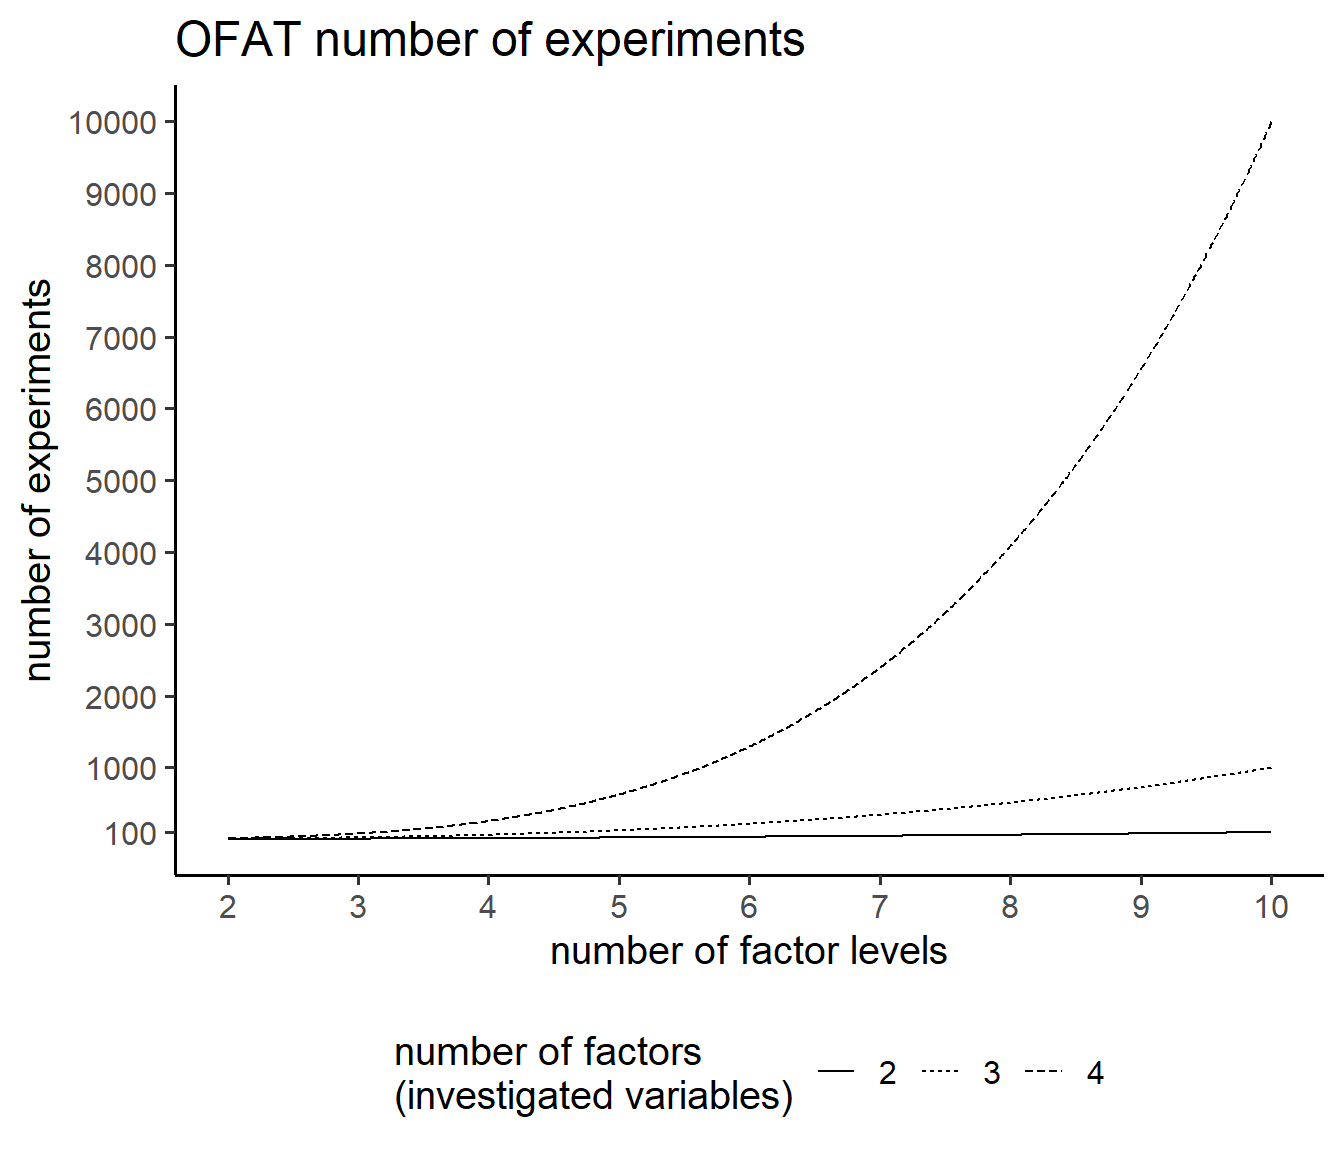 OFAT number of experiments
number of experiments
10000
9000
8000
7000
6000
5000
4000
3000
2000
1000
100
2 3 4 5 6 7 8 9 10
number of factor levels
number of factors
(investigated variables)
2 3 4